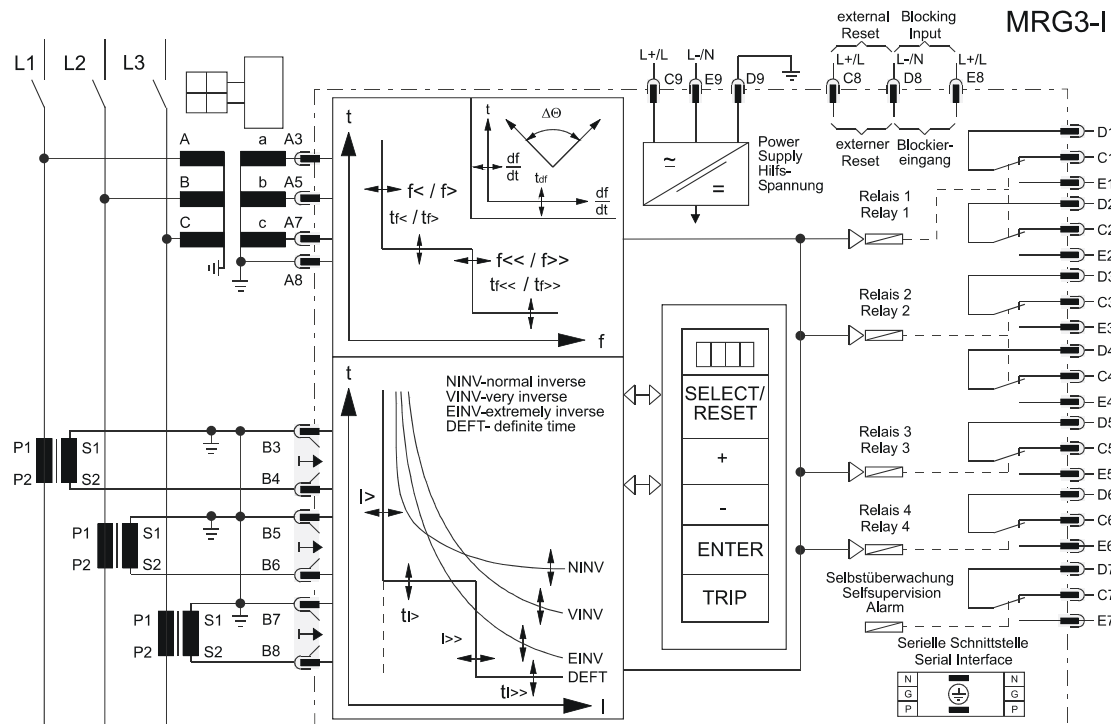 MRG3-I
external Blocking
Reset Input
L+/L L-/N L+/L
C8 D8 E8
externer Blockier-
Reset eingang
L+/L L-/N
C9 E9 D9
Power
Supply
Hilfs-
Spannung
L1 L2 L3
A a A3
B b A5
C c A7
A8
t
f< / f>
tf< / tf>
f<< / f>>
tf<< / tf>>
f
t
ΔΘ
df
dt
tdf
df
dt
t
NINV-normal inverse
VINV-very inverse
EINV-extremely inverse
DEFT- definite time
I>
tI>
I>>
tI>>
NINV
VINV
EINV
DEFT
I
P1 S1 B3
P2 S2 B4
P1 S1 B5
P2 S2 B6
P1 S1 B7
P2 S2 B8
SELECT/
RESET
+
-
ENTER
TRIP
Relais 1
Relay 1
Relais 2
Relay 2
Relais 3
Relay 3
Relais 4
Relay 4
Selbstüberwachung
Selfsupervision
Alarm
Serielle Schnittstelle
Serial Interface
N N
G G
P P
D1
C1
E1
D2
C2
E2
D3
C3
E3
D4
C4
E4
D5
C5
E5
D6
C6
E6
D7
C7
E7